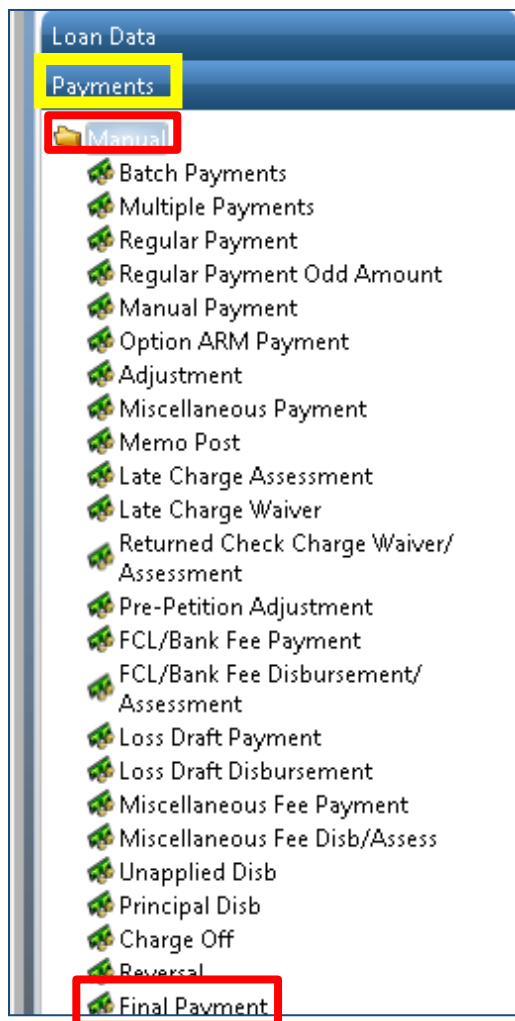 Loan Data
Payments
Manual
Batch Payments
Multiple Payments
Regular Payment
Regular Payment Odd Amount
Manual Payment
Option ARM Payment
Adjustment
Miscellaneous Payment
Memo Post
Late Charge Assessment
Late Charge Waiver
Returned Check Charge Waiver/
Assessment
Pre-Petition Adjustment
FCL/Bank Fee Payment
FCL/Bank Fee Disbursement/
Assessment
Loss Draft Payment
Loss Draft Disbursement
Miscellaneous Fee Payment
Miscellaneous Fee Disb/Assess
Unapplied Disb
Principal Disb
Charge Off
Reversal
Final Payment